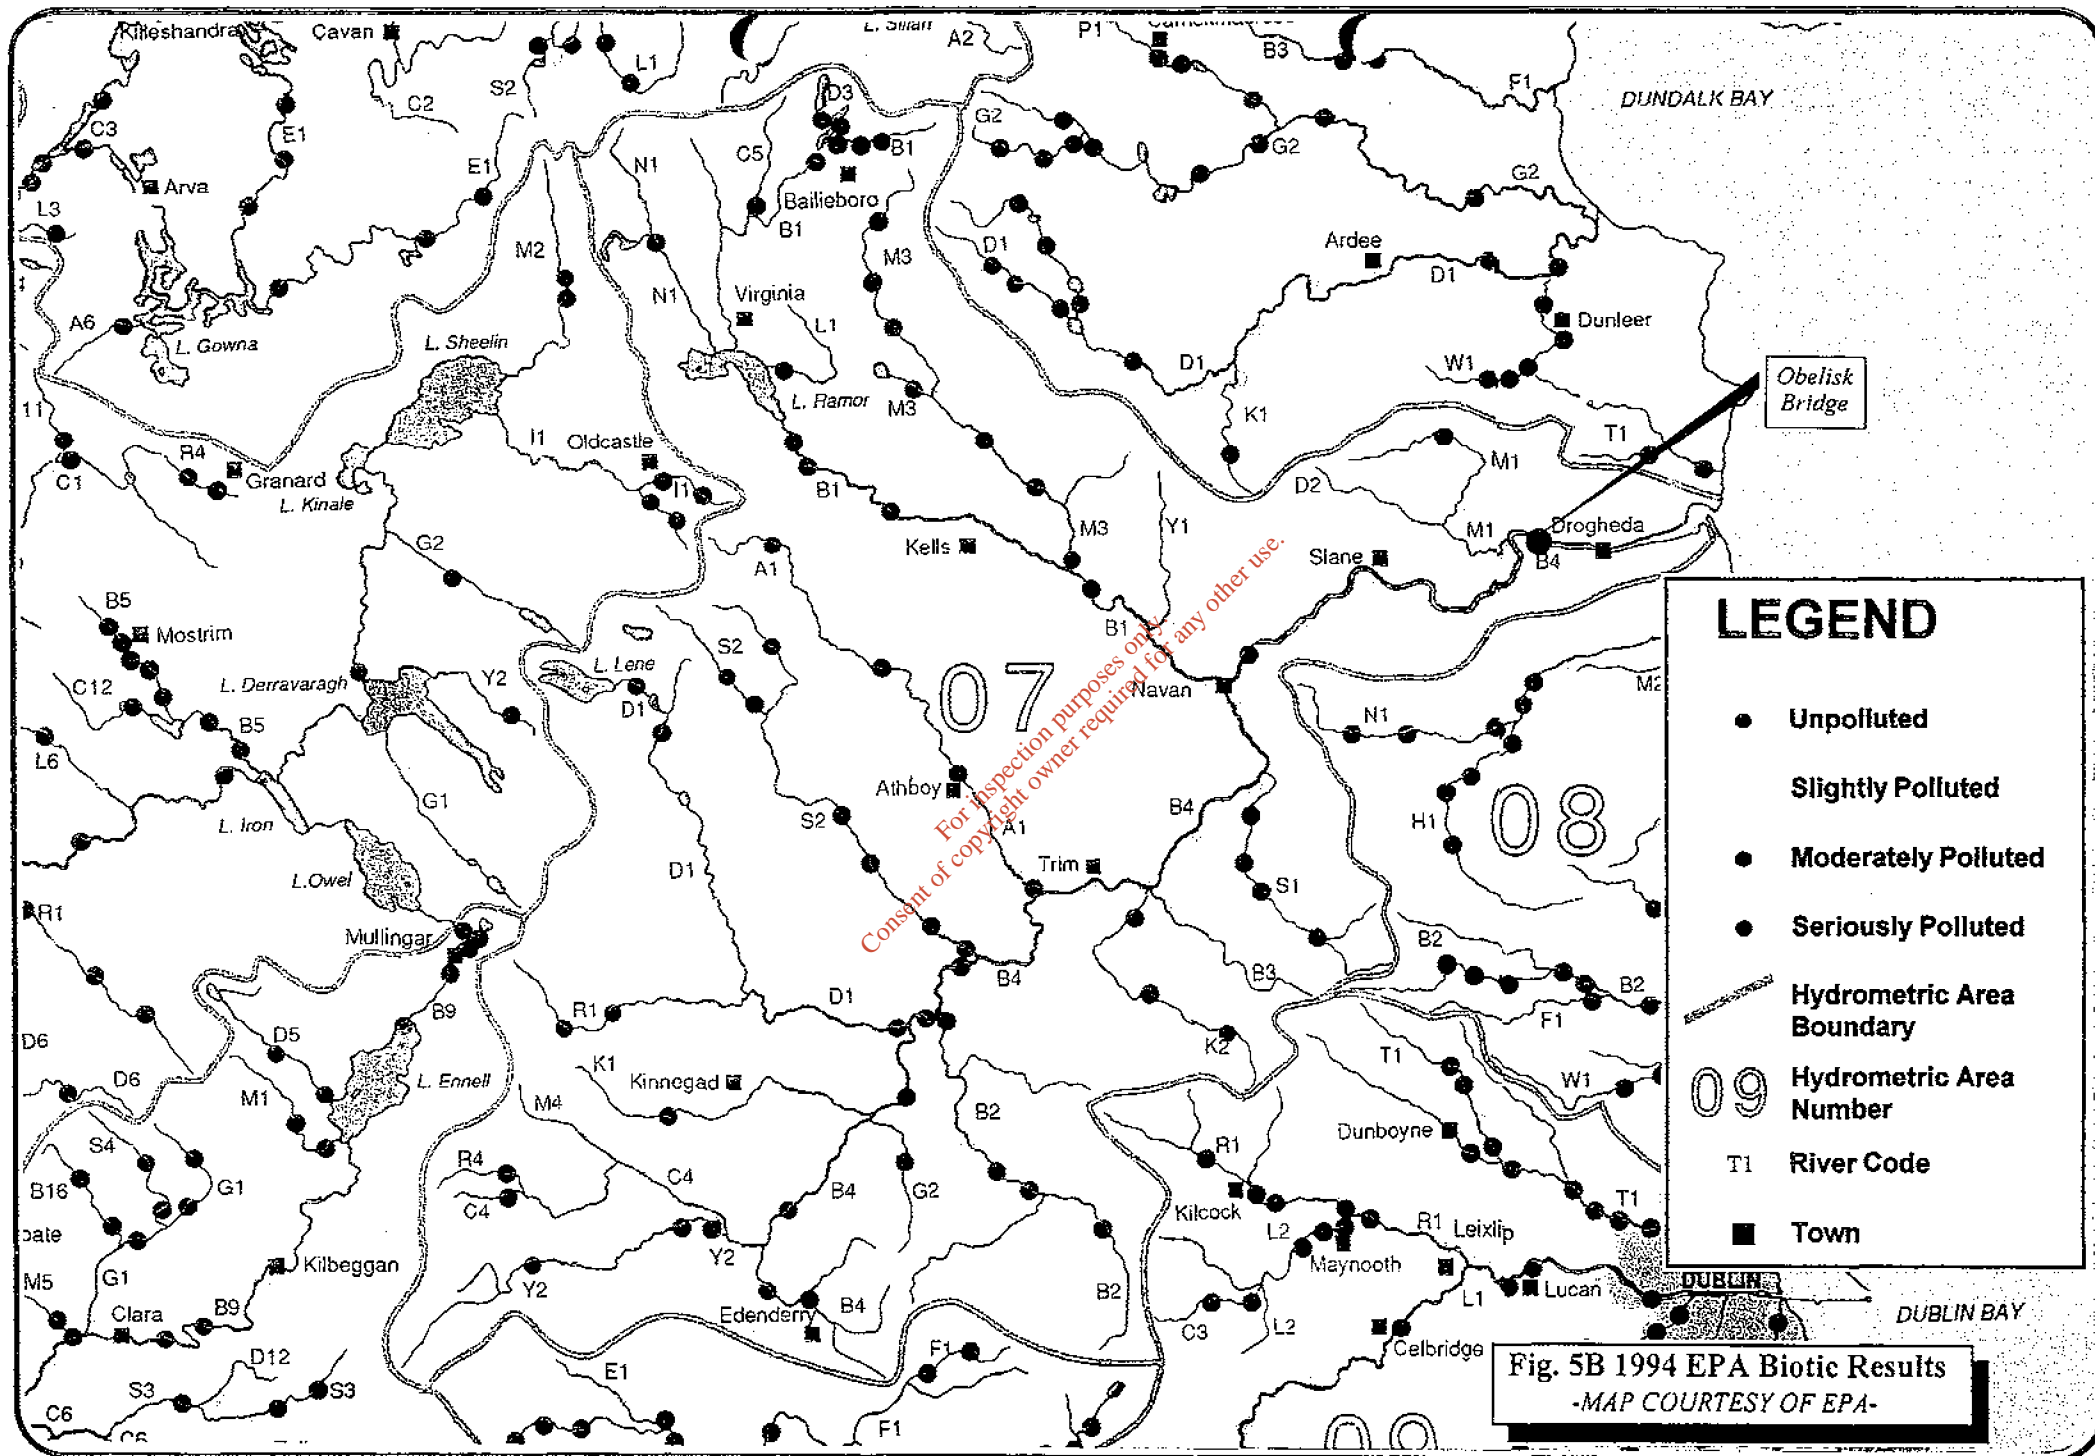 Killeshandra
Cavan
L. Sillan
A2
P1
B3
F1
DUNDALK BAY
L1
S2
C2
C3
E1
D3
G2
G2
B1
C5
N1
E1
Arva
L3
Bailieboro
B1
G2
M2
M3
D1
Ardee
D1
N1
Virginia
L1
A6
L. Gowna
L. Sheelin
Dunleer
D1
W1
Obelisk
Bridge
L. Ramor
M3
K1
11
I1
Oldcastle
T1
R4
Granard
C1
L. Kinale
I1
B1
M1
D2
M3
Y1
M1
Drogheda
B4
G2
A1
Kells
Slane
B5
Mostrim
B1
S2
L. Lene
07
C12
L. Derravaragh
Y2
D1
Navan
B5
L6
N1
M2
G1
L. Iron
Athboy
S2
A1
B4
H1
08
L.Owel
D1
Trim
S1
R1
Mullingar
B2
B4
B3
B2
B9
R1
D1
F1
D6
D5
K2
T1
L. Ennell
K1
Kinnegad
W1
D6
M1
M4
B2
S4
Dunboyne
R1
R4
C4
B16
G1
C4
B4
G2
Kilcock
L2
R1
Leixlip
T1
Y2
Maynooth
G1
Kilbeggan
Y2
B2
M5
Clara
B9
Edenderry
B4
L1
Lucan
DUBLIN
DUBLIN BAY
C3
L2
Celbridge
D12
S3
S3
E1
F1
C6
C6
F1
LEGEND
Unpolluted
Slightly Polluted
Moderately Polluted
Seriously Polluted
Hydrometric Area
Boundary
09
Hydrometric Area
Number
T1
River Code
Town
Fig. 5B 1994 EPA Biotic Results
-MAP COURTESY OF EPA-
For inspection purposes only.
Consent of copyright owner required for any other use.